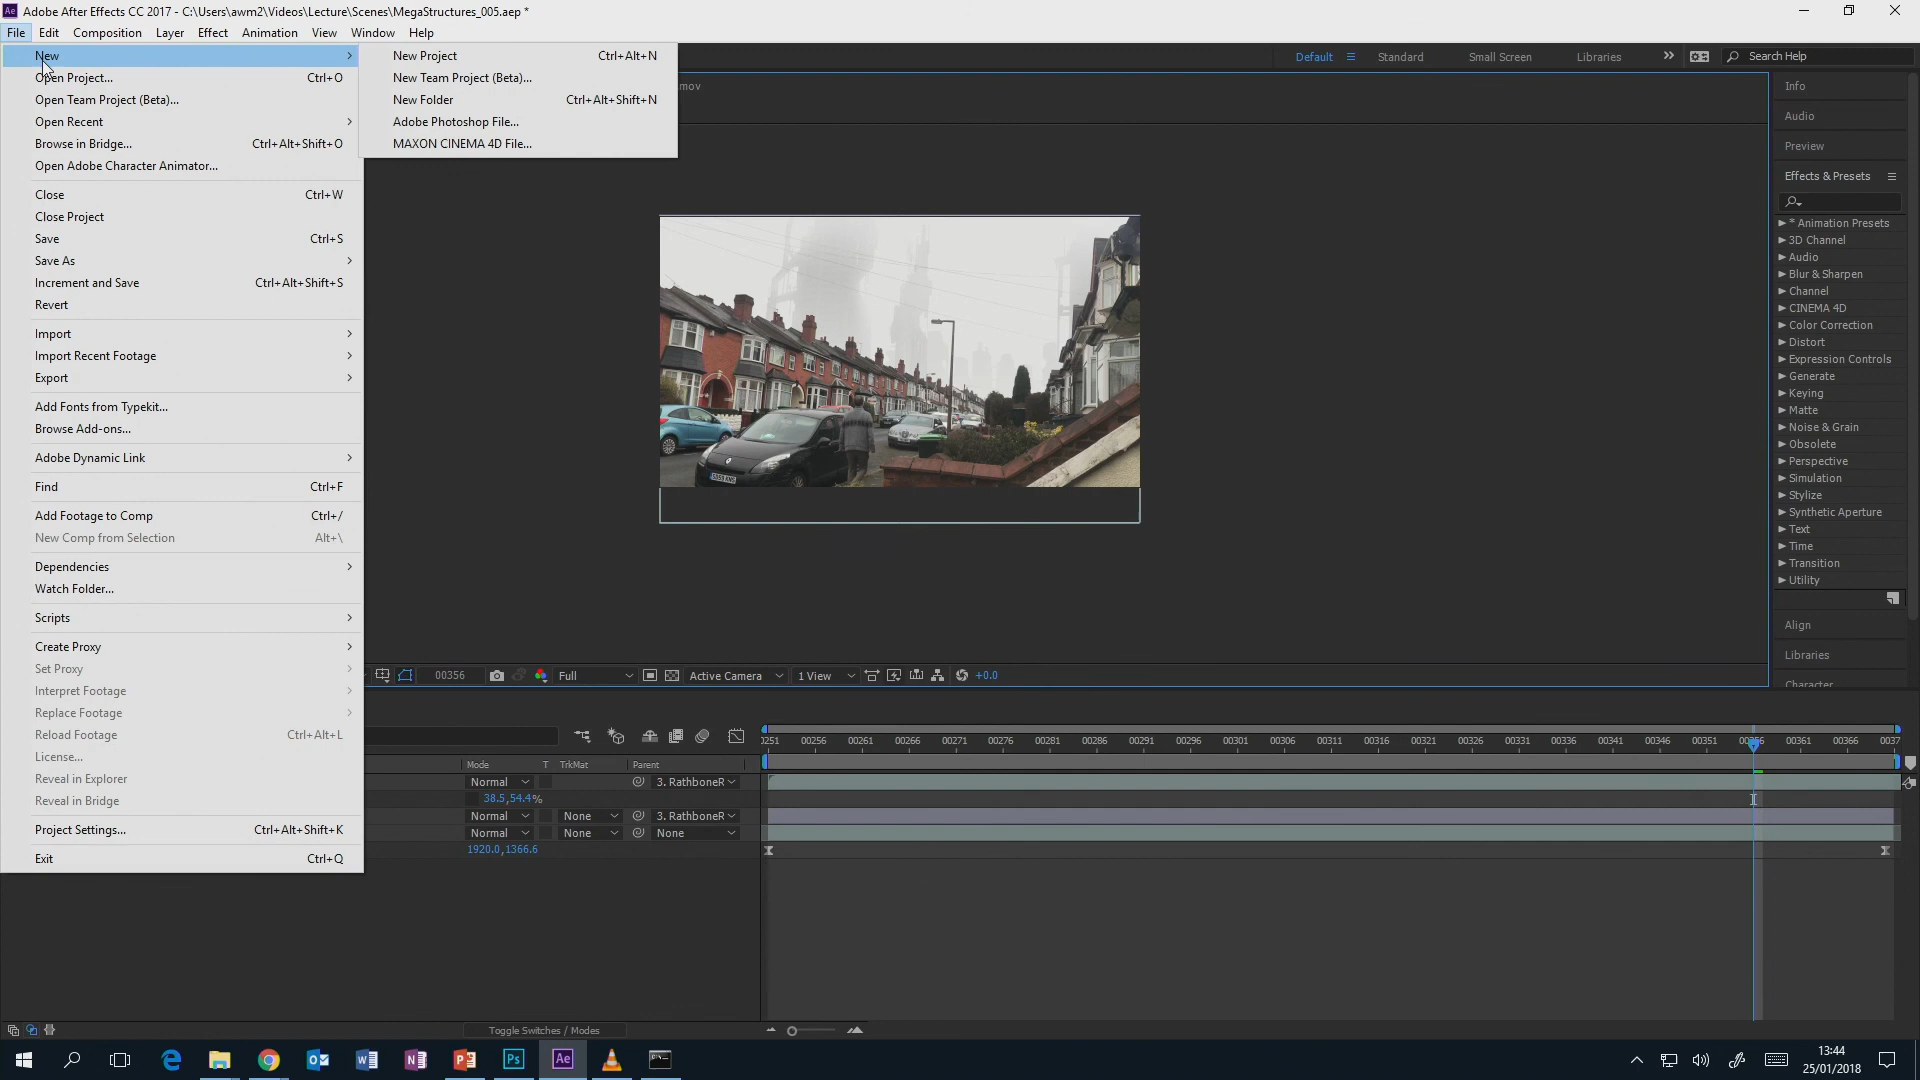 Ae Adobe After Effects CC 2017 - C:\Users\awm2\Videos\Lecture\Scenes\MegaStructures_005.aep *
File Edit Composition Layer Effect Animation View Window Help
New
Open Project... Ctrl+O
Open Team Project (Beta)...
Open Recent
Browse in Bridge... Ctrl+Alt+Shift+O
Open Adobe Character Animator...
Close Ctrl+W
Close Project
Save Ctrl+S
Save As
Increment and Save Ctrl+Alt+Shift+S
Revert
Import
Import Recent Footage
Export
Add Fonts from Typekit...
Browse Add-ons...
Adobe Dynamic Link
Find Ctrl+F
Add Footage to Comp Ctrl+/
New Comp from Selection Alt+\
Dependencies
Watch Folder...
Scripts
Create Proxy
Set Proxy
Interpret Footage
Replace Footage
Reload Footage Ctrl+Alt+L
License...
Reveal in Explorer
Reveal in Bridge
Project Settings... Ctrl+Alt+Shift+K
Exit Ctrl+Q
New Project Ctrl+Alt+N
New Team Project (Beta)...
New Folder Ctrl+Alt+Shift+N
Adobe Photoshop File...
MAXON CINEMA 4D File...
Default Standard Small Screen Libraries Search Help
mov
Info
Audio
Preview
Effects & Presets
* Animation Presets
3D Channel
Audio
Blur & Sharpen
Channel
CINEMA 4D
Color Correction
Distort
Expression Controls
Generate
Keying
Matte
Noise & Grain
Obsolete
Perspective
Simulation
Stylize
Synthetic Aperture
Text
Time
Transition
Utility
Align
Libraries
Character
00356 Full Active Camera 1 View +0.0
0251 00256 00261 00266 00271 00276 00281 00286 00291 00296 00301 00306 00311 00316 00321 00326 00331 00336 00341 00346 00351 00356 00361 00366 0037
Mode T TrkMat Parent
Normal 3. RathboneR
38.5,54.4%
Normal None 3. RathboneR
Normal None None
1920.0,1366.6
Toggle Switches / Modes
Ps Ae
13:44
25/01/2018